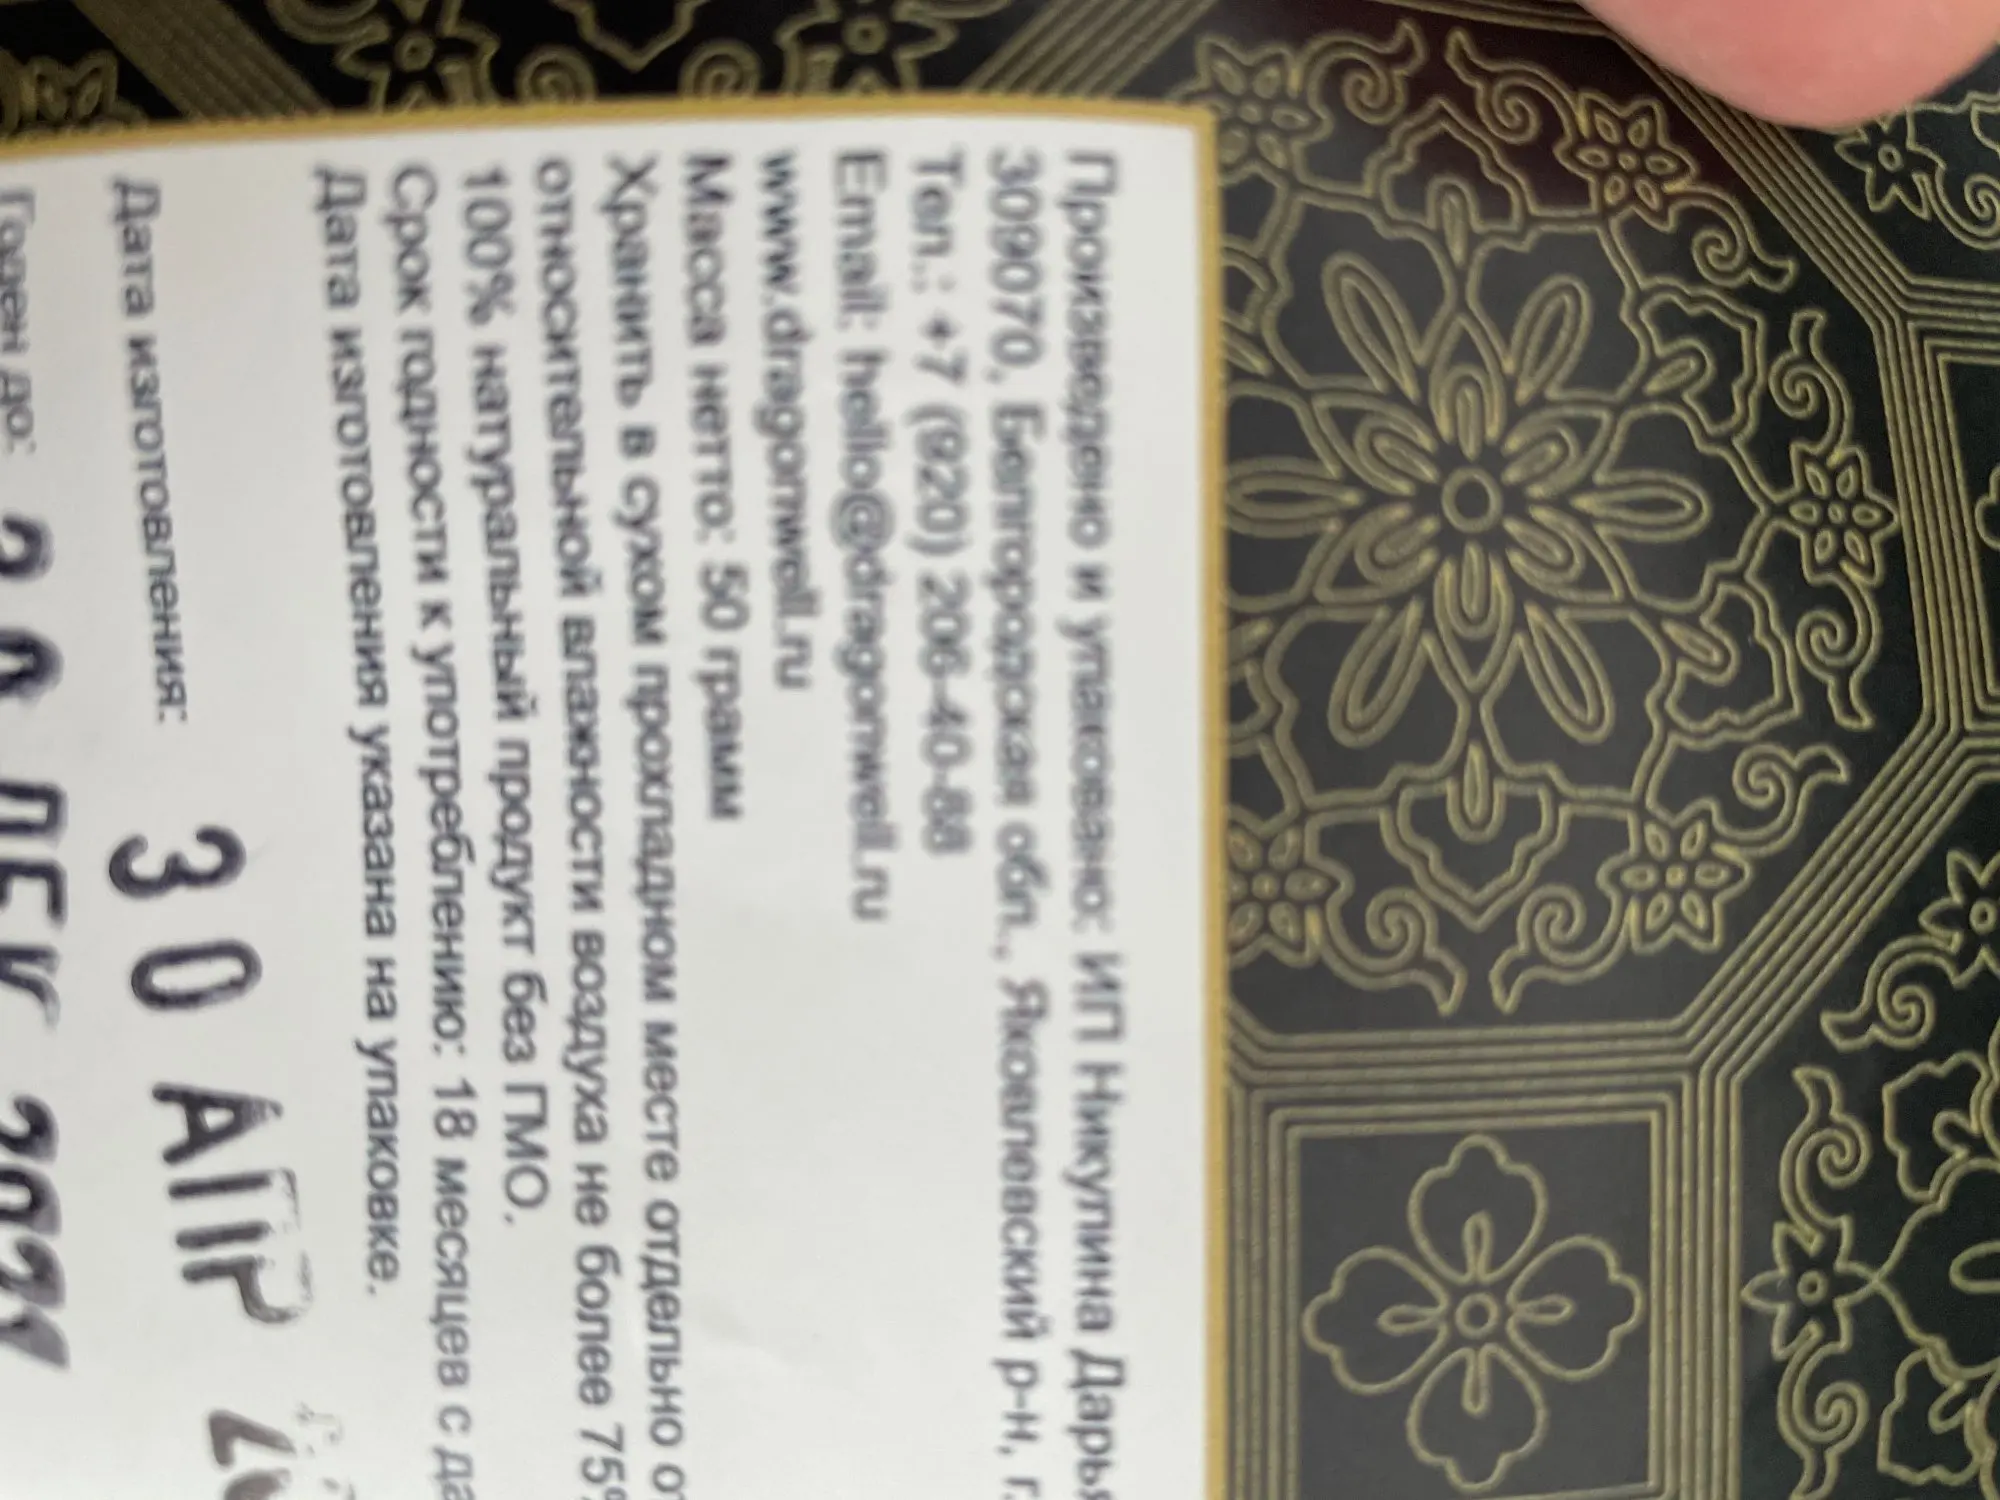 Произведено и упаковано: ИП Никулина Дарья
309070, Белгородская обл., Яковлевский р-н, г.
Тел.: +7 (920) 206-40-88
Email: hello@dragonwell.ru
www.dragonwell.ru
Масса нетто: 50 грамм
Хранить в сухом прохладном месте отдельно от
относительной влажности воздуха не более 75%
100% натуральный продукт без ГМО.
Срок годности к употреблению: 18 месяцев с да
Дата изготовления указана на упаковке.
Дата изготовления: 30 АПР
Годен до: ДЕК